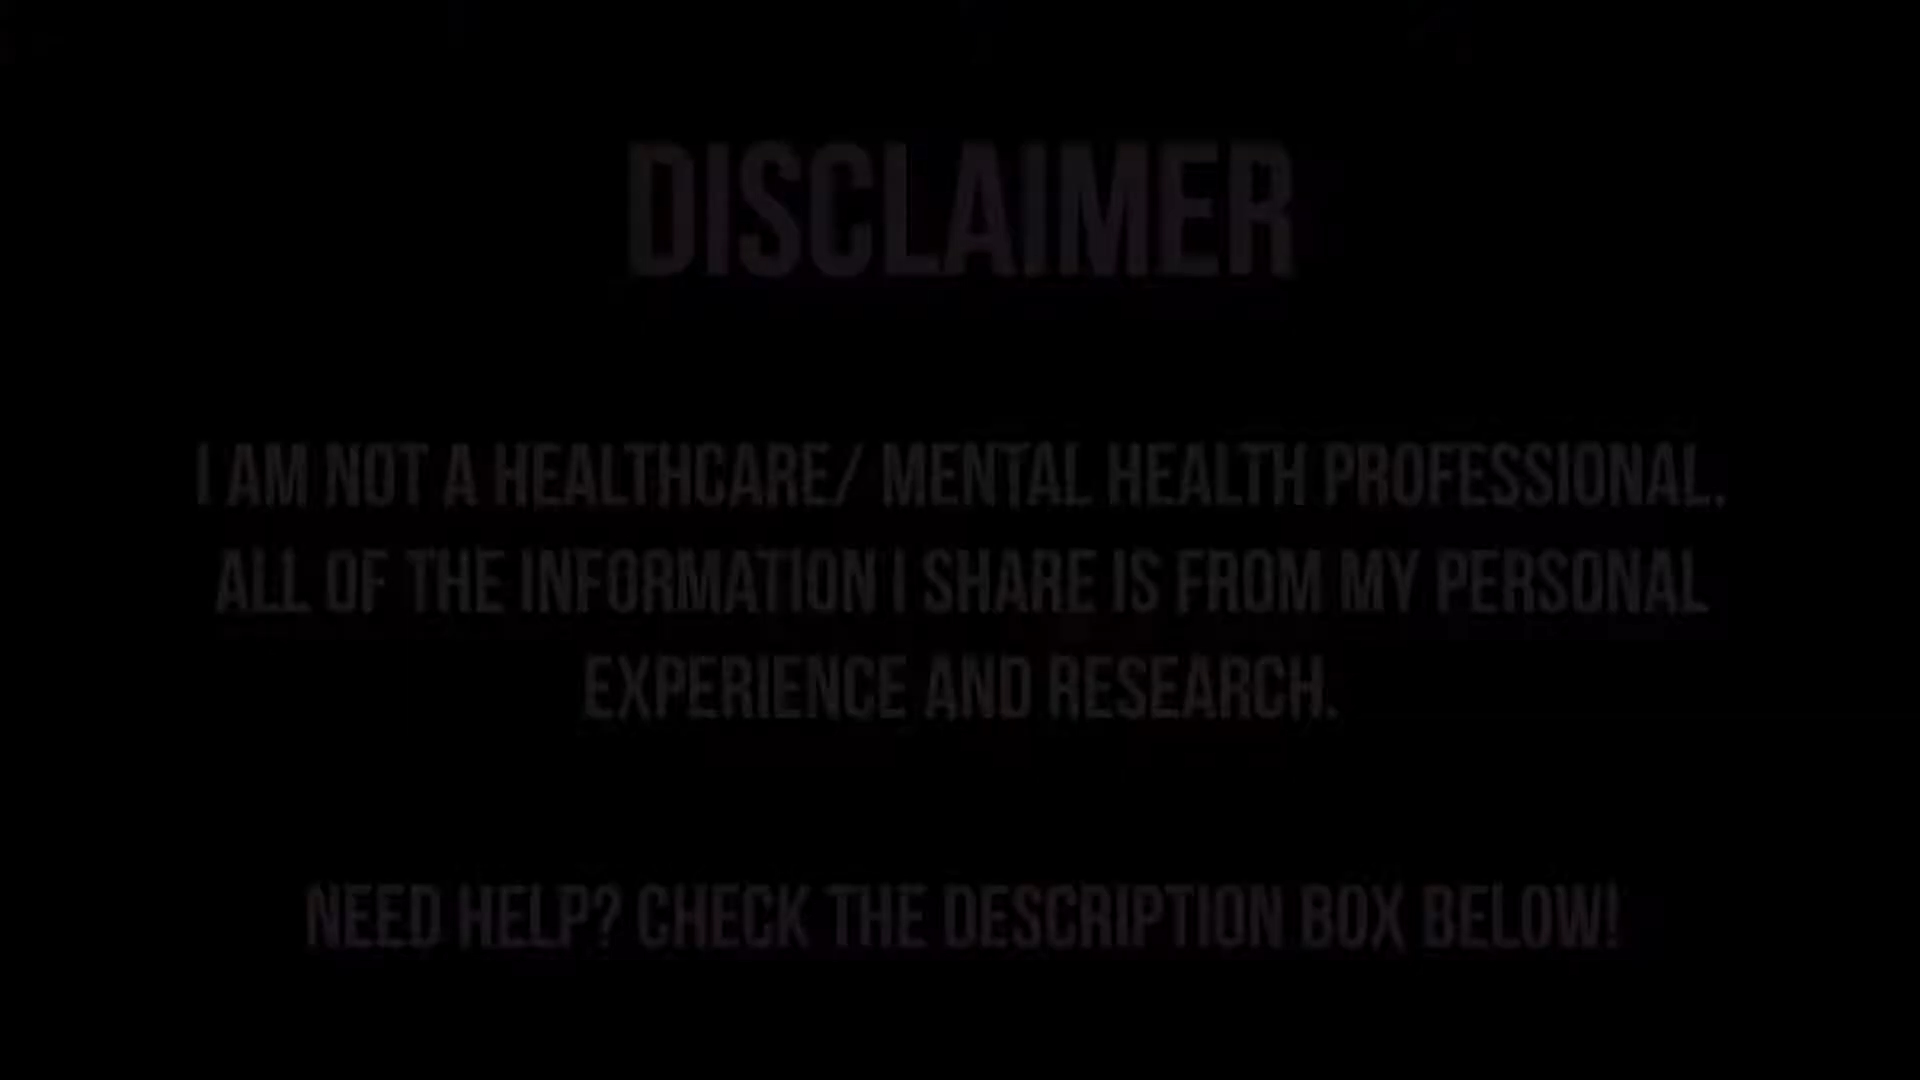 DISCLAIMER
I AM NOT A HEALTHCARE/ MENTAL HEALTH PROFESSIONAL.
ALL OF THE INFORMATION I SHARE IS FROM MY PERSONAL
EXPERIENCE AND RESEARCH.
NEED HELP? CHECK THE DESCRIPTION BOX BELOW!